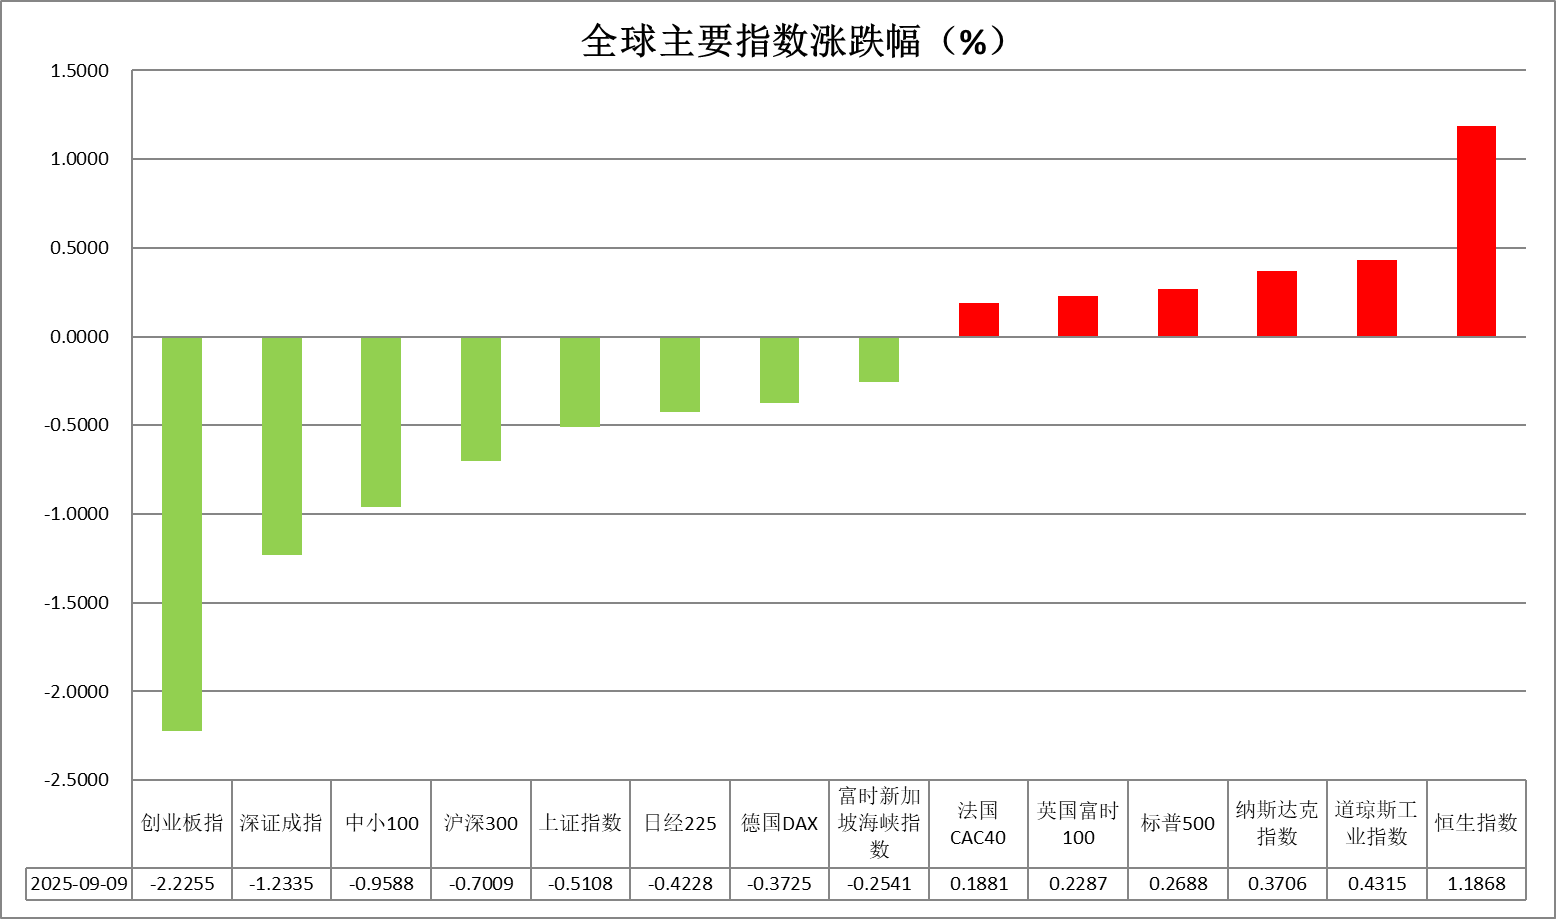 全球主要指数涨跌幅（%）
1.5000
1.0000
0.5000
0.0000
-0.5000
-1.0000
-1.5000
-2.0000
-2.5000
创业板指
深证成指
中小100
沪深300
上证指数
日经225
德国DAX
富时新加
坡海峡指
数
法国
CAC40
英国富时
100
标普500
纳斯达克
指数
道琼斯工
业指数
恒生指数
2025-09-09 -2.2255 -1.2335 -0.9588 -0.7009 -0.5108 -0.4228 -0.3725 -0.2541 0.1881 0.2287 0.2688 0.3706 0.4315 1.1868